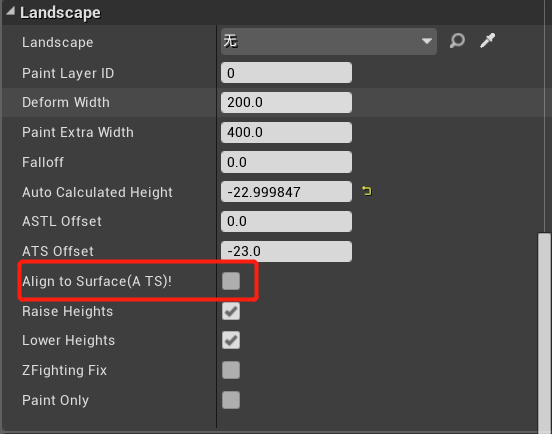 Landscape
Landscape 无
Paint Layer ID 0
Deform Width 200.0
Paint Extra Width 400.0
Falloff 0.0
Auto Calculated Height -22.999847
ASTL Offset 0.0
ATS Offset -23.0
Align to Surface(A TS)!
Raise Heights
Lower Heights
ZFighting Fix
Paint Only